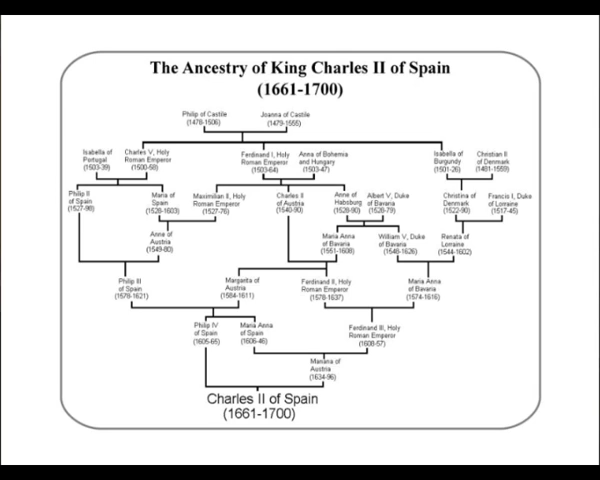 The Ancestry of King Charles II of Spain
(1661-1700)
Philip of Castile
(1478-1506)
Joanna of Castile
(1479-1555)
Isabella of
Portugal
(1503-39)
Charles V, Holy
Roman Emperor
(1500-58)
Ferdinand I, Holy
Roman Emperor
(1503-64)
Anna of Bohemia
and Hungary
(1503-47)
Isabella of
Burgundy
(1501-26)
Christian II
of Denmark
(1481-1559)
Philip II
of Spain
(1527-98)
Maria of
Spain
(1528-1603)
Maximilian II, Holy
Roman Emperor
(1527-76)
Charles II
of Austria
(1540-90)
Anne of
Habsburg
(1528-90)
Albert V, Duke
of Bavaria
(1528-79)
Christina of
Denmark
(1522-90)
Francis I, Duke
of Lorraine
(1517-45)
Anne of
Austria
(1549-80)
Maria Anna
of Bavaria
(1551-1608)
William V, Duke
of Bavaria
(1548-1626)
Renata of
Lorraine
(1544-1602)
Philip III
of Spain
(1578-1621)
Margarita of
Austria
(1584-1611)
Ferdinand II, Holy
Roman Emperor
(1578-1637)
Maria Anna
of Bavaria
(1574-1616)
Philip IV
of Spain
(1605-65)
Maria Anna
of Spain
(1606-46)
Ferdinand III, Holy
Roman Emperor
(1608-57)
Mariana of
Austria
(1634-96)
Charles II of Spain
(1661-1700)